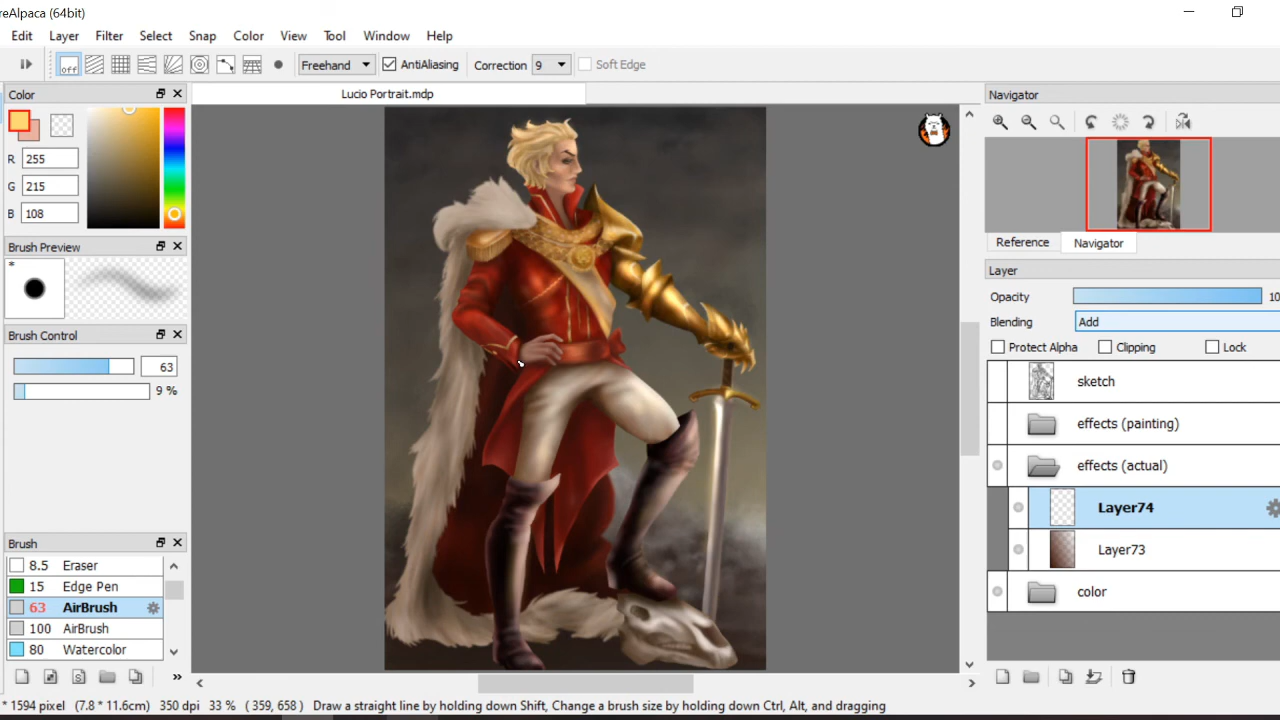 reAlpaca (64bit)
Edit Layer Filter Select Snap Color View Tool Window Help
off Freehand AntiAliasing Correction 9 Soft Edge
Color
Lucio Portrait.mdp
Navigator
R 255
G 215
B 108
Reference Navigator
Brush Preview
*
Layer
Opacity 10
Blending Add
Brush Control
Protect Alpha Clipping Lock
63
9 %
sketch
effects (painting)
effects (actual)
Layer74
Layer73
color
Brush
8.5 Eraser
15 Edge Pen
63 AirBrush
100 AirBrush
80 Watercolor
S
* 1594 pixel (7.8 * 11.6cm) 350 dpi 33 % ( 359, 658 ) Draw a straight line by holding down Shift, Change a brush size by holding down Ctrl, Alt, and dragging